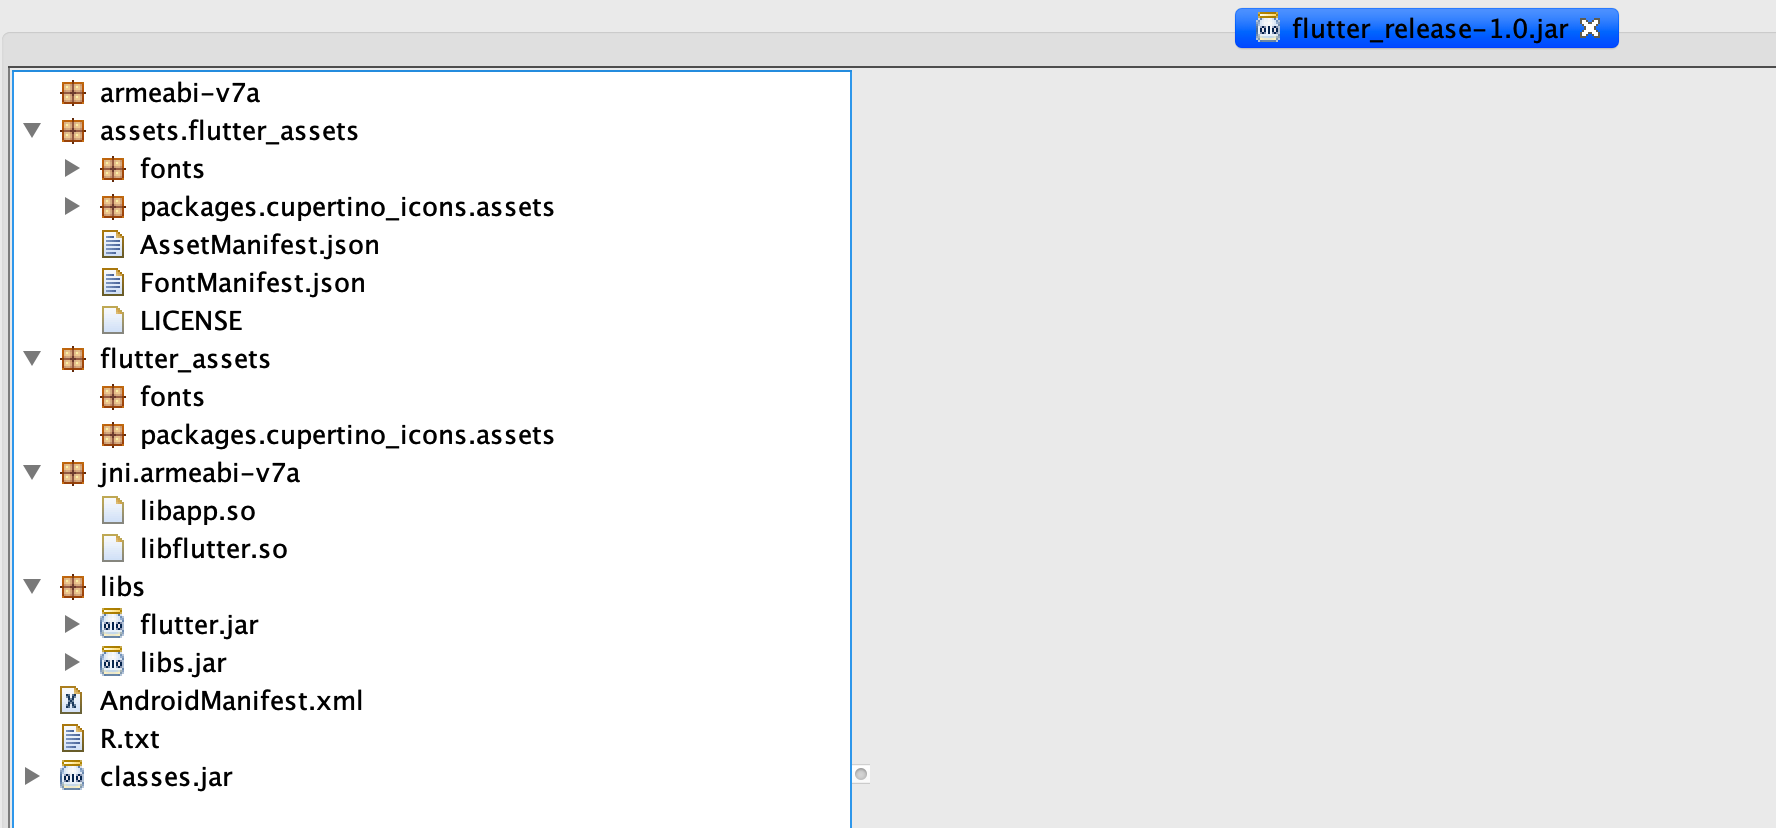 flutter_release-1.0.jar
armeabi-v7a
assets.flutter_assets
fonts
packages.cupertino_icons.assets
AssetManifest.json
FontManifest.json
LICENSE
flutter_assets
fonts
packages.cupertino_icons.assets
jni.armeabi-v7a
libapp.so
libflutter.so
libs
flutter.jar
libs.jar
AndroidManifest.xml
R.txt
classes.jar